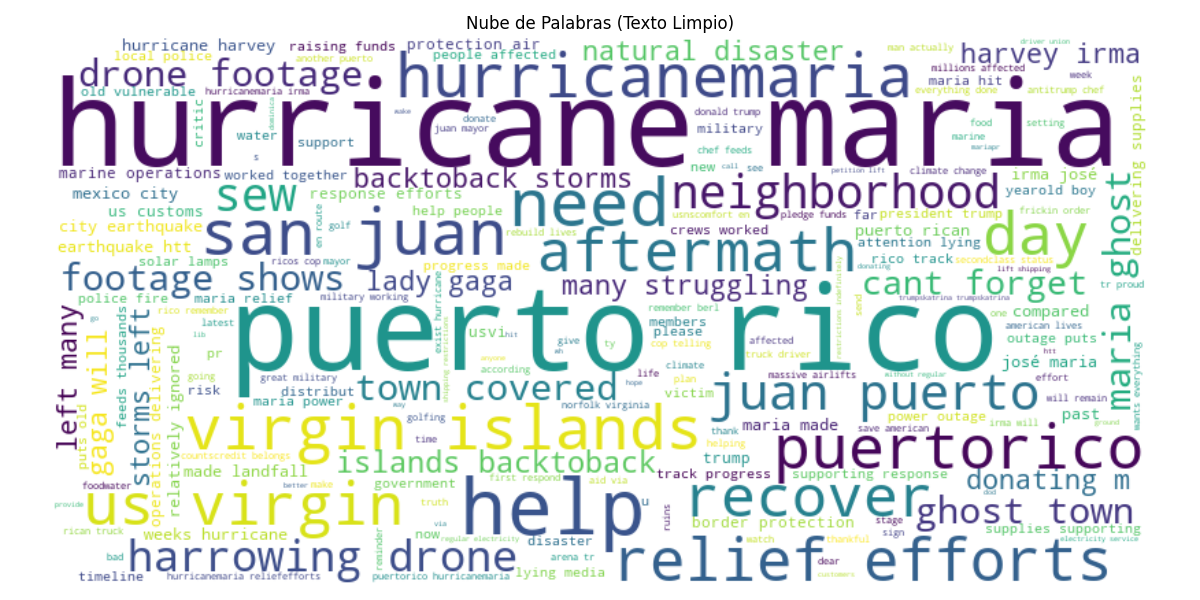 Nube de Palabras (Texto Limpio)
hurricane harvey
raising funds
protection air
people affected
natural disaster
man actually
driver union
harvey irma
local police
another puerto
drone footage
hurricanemaria
millions affected
week
maria hit
old vulnerable
hurricanemaria irma
everything done
antitrump chef
hurricane maria
critic
dominica
make
donate
donald trump
juan mayor
military
food
setting
marine
mariapr
water
support
s
chef feeds
new
call
see
petition lift
climate change
delivering supplies
marine operations
worked together
backtoback storms
neighborhood
irma josé
yearold boy
mexico city
sew
response efforts
need
usnscomfort en
pledge funds
far
president trump
frickin order
us customs
help people
en route
golf
rebuild lives
crews worked
puerto rican
attention lying
day
city earthquake
san juan
aftermath
earthquake htt
solar lamps
ricos cop
mayor
progress made
rico track
secondclass status
lift shipping
donating
maria ghost
footage shows
lady gaga
many struggling
cant forget
tr proud
police fire
maria relief
military working
exist hurricane
remember berl
restrictions indefinitely
send
trumpskatrina trumpskatrina
one
compared
left many
go
rico remember
latest
lib
feeds thousands
storms left
puerto rico
shipping restrictions
usvi
hit
members
please
cop telling
give
wh
ty
affected
truck driver
american lives
outage puts
htt
josé maria
wants everything
pr
going
anyone
according
climate
risk
great military
distribut
town covered
life
plan
victim
massive airlifts
without regular
effort
juan puerto
maria power
may
hope
norfolk virginia
will remain
gaga will
puts old
operations delivering
relatively ignored
virgin islands
golfing
time
thank
helping
maria made
save american
power outage
irma will
past
ground
puertorico
countscredit belongs
made landfall
islands backtoback
first respond
aid via
trump
track progress
supporting response
donating m
foodwater
better
make
government
truth
help
u
recover
dod
provide
us virgin
ghost town
rican truck
weeks hurricane
reminder
via
now
regular electricity
disaster
ruins
border protection
stage
sign
supplies supporting
electricity service
watch
thankful
bad
harrowing drone
arena tr
relief efforts
dear
customers
timeline
hurricanemaria reliefefforts
puertorico hurricanemaria
lying media